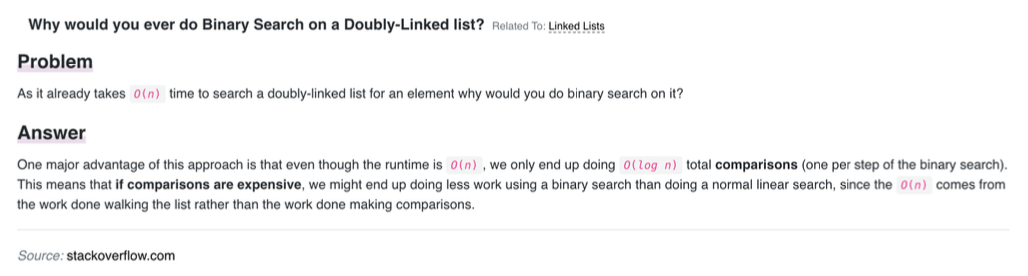 Why would you ever do Binary Search on a Doubly-Linked list? Related To: Linked Lists
Problem
As it already takes O(n) time to search a doubly-linked list for an element why would you do binary search on it?
Answer
One major advantage of this approach is that even though the runtime is O(n) , we only end up doing O(log n) total comparisons (one per step of the binary search).
This means that if comparisons are expensive, we might end up doing less work using a binary search than doing a normal linear search, since the O(n) comes from
the work done walking the list rather than the work done making comparisons.
Source: stackoverflow.com